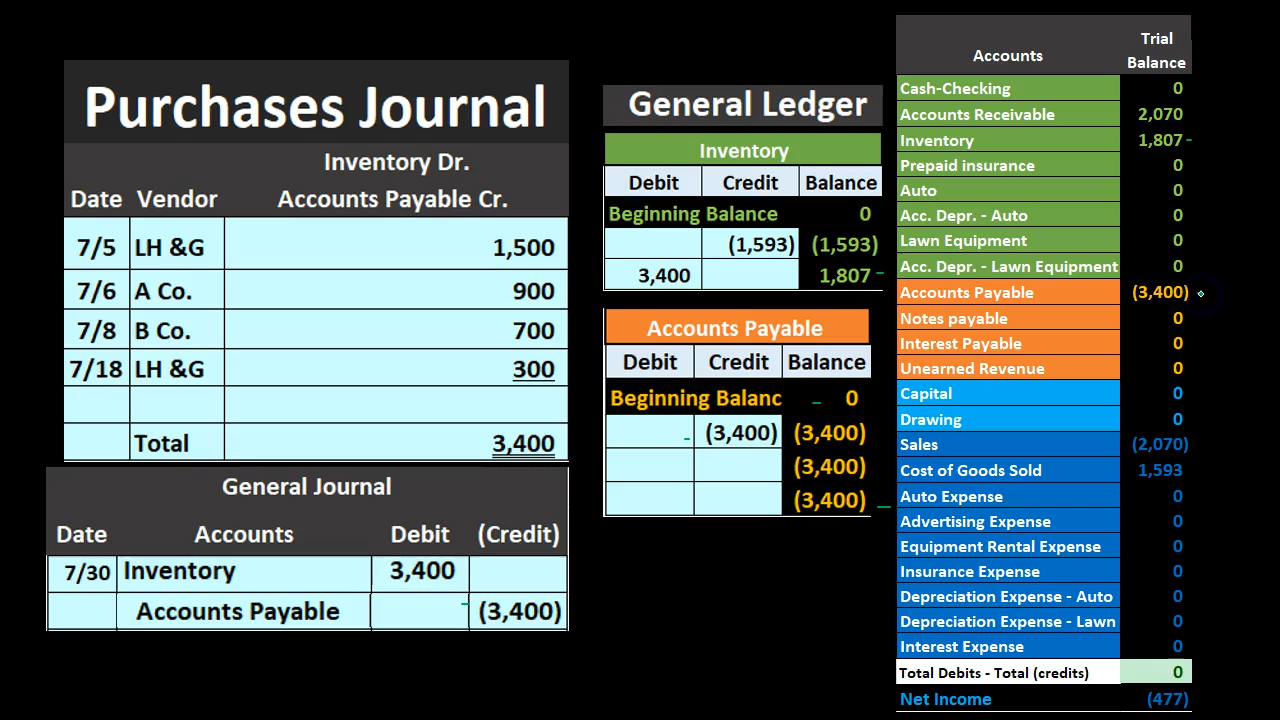 Purchases Journal
Inventory Dr.
Date Vendor Accounts Payable Cr.
7/5 LH &G 1,500
7/6 A Co. 900
7/8 B Co. 700
7/18 LH &G 300
Total 3,400
General Journal
Date Accounts Debit (Credit)
7/30 Inventory 3,400
Accounts Payable (3,400)
General Ledger
Inventory
Debit Credit Balance
Beginning Balance 0
(1,593) (1,593)
3,400 1,807
Accounts Payable
Debit Credit Balance
Beginning Balanc 0
(3,400) (3,400)
(3,400)
(3,400)
Trial
Accounts Balance
Cash-Checking 0
Accounts Receivable 2,070
Inventory 1,807
Prepaid insurance 0
Auto 0
Acc. Depr. - Auto 0
Lawn Equipment 0
Acc. Depr. - Lawn Equipment 0
Accounts Payable (3,400)
Notes payable 0
Interest Payable 0
Unearned Revenue 0
Capital 0
Drawing 0
Sales (2,070)
Cost of Goods Sold 1,593
Auto Expense 0
Advertising Expense 0
Equipment Rental Expense 0
Insurance Expense 0
Depreciation Expense - Auto 0
Depreciation Expense - Lawn 0
Interest Expense 0
Total Debits - Total (credits) 0
Net Income (477)